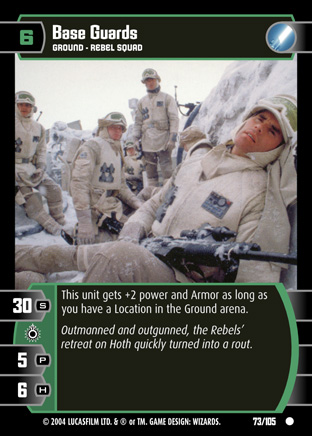 6 Base Guards
GROUND • REBEL SQUAD
30 S
This unit gets +2 power and Armor as long as
you have a Location in the Ground arena.
Outmanned and outgunned, the Rebels'
retreat on Hoth quickly turned into a rout.
5 P
6 H
© 2004 LUCASFILM LTD. & ® or TM. GAME DESIGN: WIZARDS. 73/105